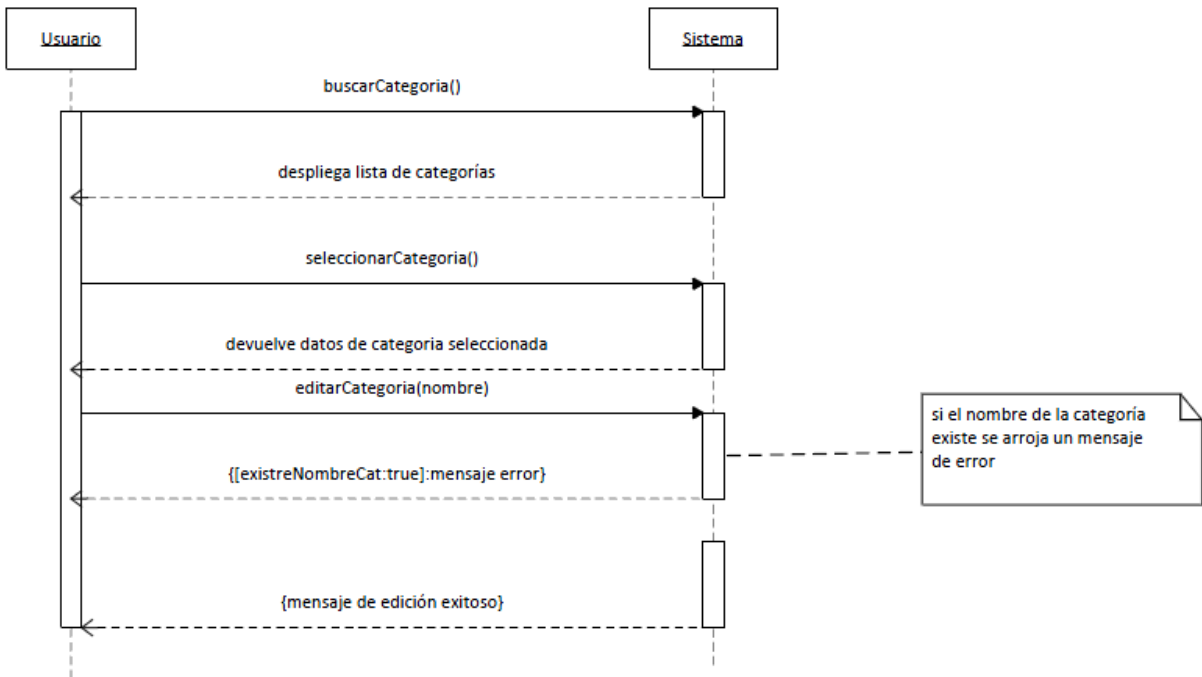 Usuario
Sistema
buscarCategoria()
despliega lista de categorías
seleccionarCategoria()
devuelve datos de categoria seleccionada
editarCategoria(nombre)
si el nombre de la categoría
existe se arroja un mensaje
de error
{[existreNombreCat:true]:mensaje error}
{mensaje de edición exitoso}